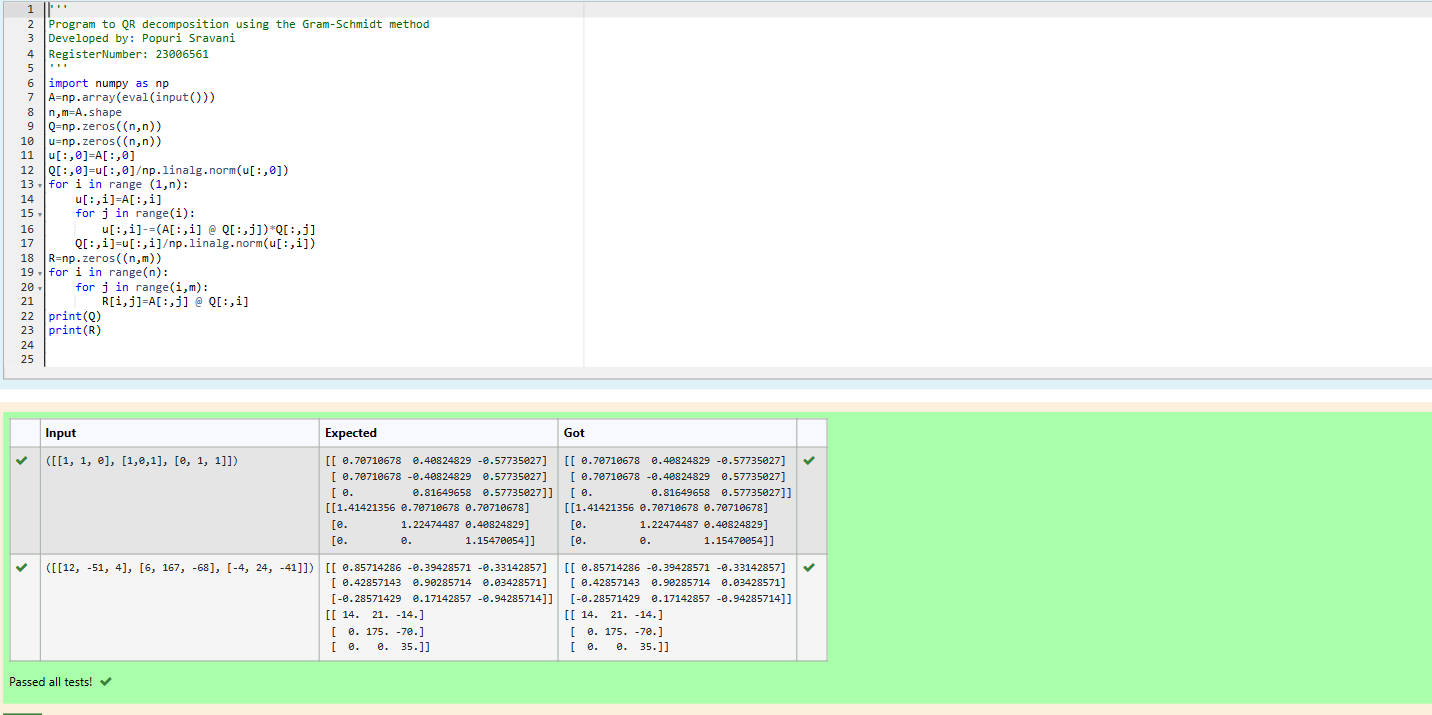 1 '''
2 Program to QR decomposition using the Gram-Schmidt method
3 Developed by: Popuri Sravani
4 RegisterNumber: 23006561
5 '''
6 import numpy as np
7 A=np.array(eval(input()))
8 n,m=A.shape
9 Q=np.zeros((n,n))
10 u=np.zeros((n,n))
11 u[:,0]=A[:,0]
12 Q[:,0]=u[:,0]/np.linalg.norm(u[:,0])
13 for i in range (1,n):
14     u[:,i]=A[:,i]
15     for j in range(i):
16         u[:,i]-=(A[:,i] @ Q[:,j])*Q[:,j]
17     Q[:,i]=u[:,i]/np.linalg.norm(u[:,i])
18 R=np.zeros((n,m))
19 for i in range(n):
20     for j in range(i,m):
21         R[i,j]=A[:,j] @ Q[:,i]
22 print(Q)
23 print(R)
24
25
Input Expected Got
([[1, 1, 0], [1,0,1], [0, 1, 1]]) [[ 0.70710678  0.40824829 -0.57735027] [[ 0.70710678  0.40824829 -0.57735027]
[ 0.70710678 -0.40824829  0.57735027] [ 0.70710678 -0.40824829  0.57735027]
[ 0.          0.81649658  0.57735027]] [ 0.          0.81649658  0.57735027]]
[[1.41421356 0.70710678 0.70710678] [[1.41421356 0.70710678 0.70710678]
[0.         1.22474487 0.40824829] [0.         1.22474487 0.40824829]
[0.         0.         1.15470054]] [0.         0.         1.15470054]]
([[12, -51, 4], [6, 167, -68], [-4, 24, -41]]) [[ 0.85714286 -0.39428571 -0.33142857] [[ 0.85714286 -0.39428571 -0.33142857]
[ 0.42857143  0.90285714  0.03428571] [ 0.42857143  0.90285714  0.03428571]
[-0.28571429  0.17142857 -0.94285714]] [-0.28571429  0.17142857 -0.94285714]]
[[ 14.  21. -14.] [[ 14.  21. -14.]
[  0. 175. -70.] [  0. 175. -70.]
[  0.   0.  35.]] [  0.   0.  35.]]
Passed all tests!